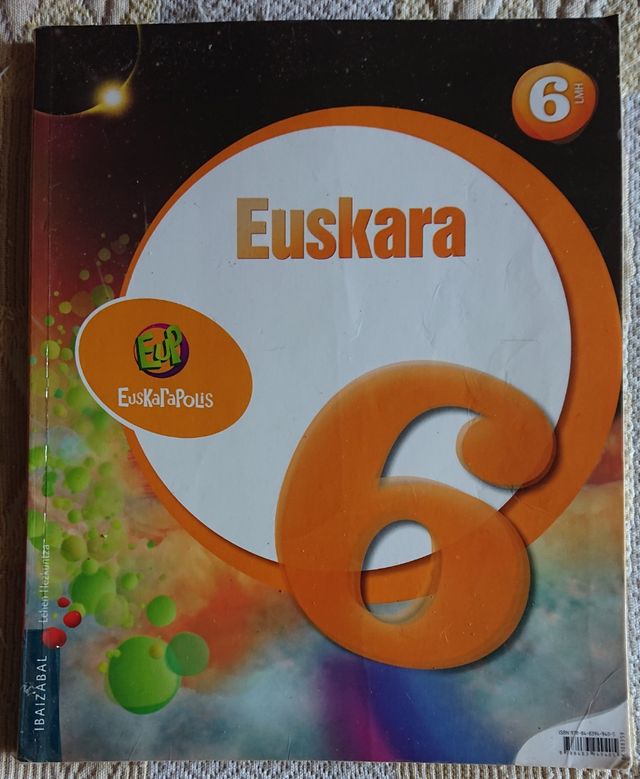 6
LMH
Euskara
EUP
EUSKARAPOLIS
6
Lehen Hezkuntza
IBAIZABAL